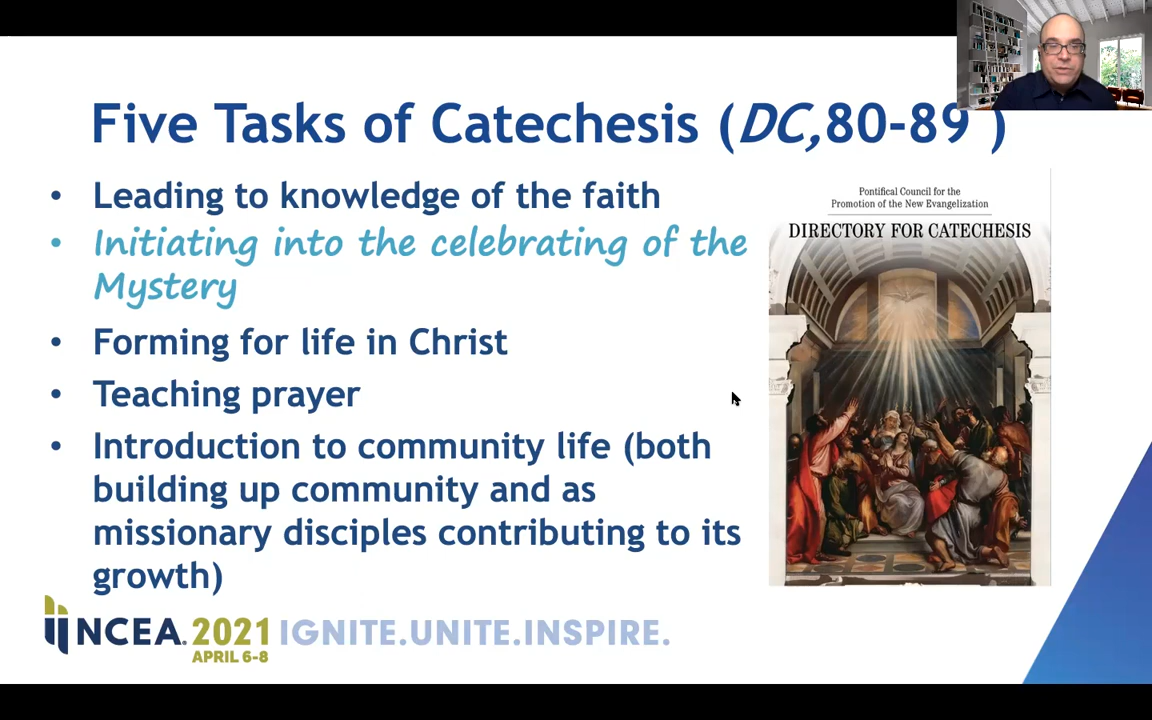 Five Tasks of Catechesis (DC,80-89 )
• Leading to knowledge of the faith
• Initiating into the celebrating of the
Mystery
• Forming for life in Christ
• Teaching prayer
• Introduction to community life (both
building up community and as
missionary disciples contributing to its
growth)
Pontifical Council for the
Promotion of the New Evangelization
DIRECTORY FOR CATECHESIS
NCEA. 2021 IGNITE.UNITE.INSPIRE.
APRIL 6-8